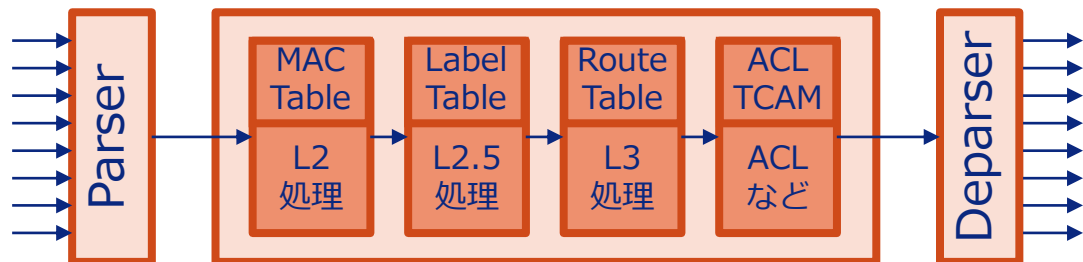 Parser
MAC
Table
L2
処理
Label
Table
L2.5
処理
Route
Table
L3
処理
ACL
TCAM
ACL
など
Deparser